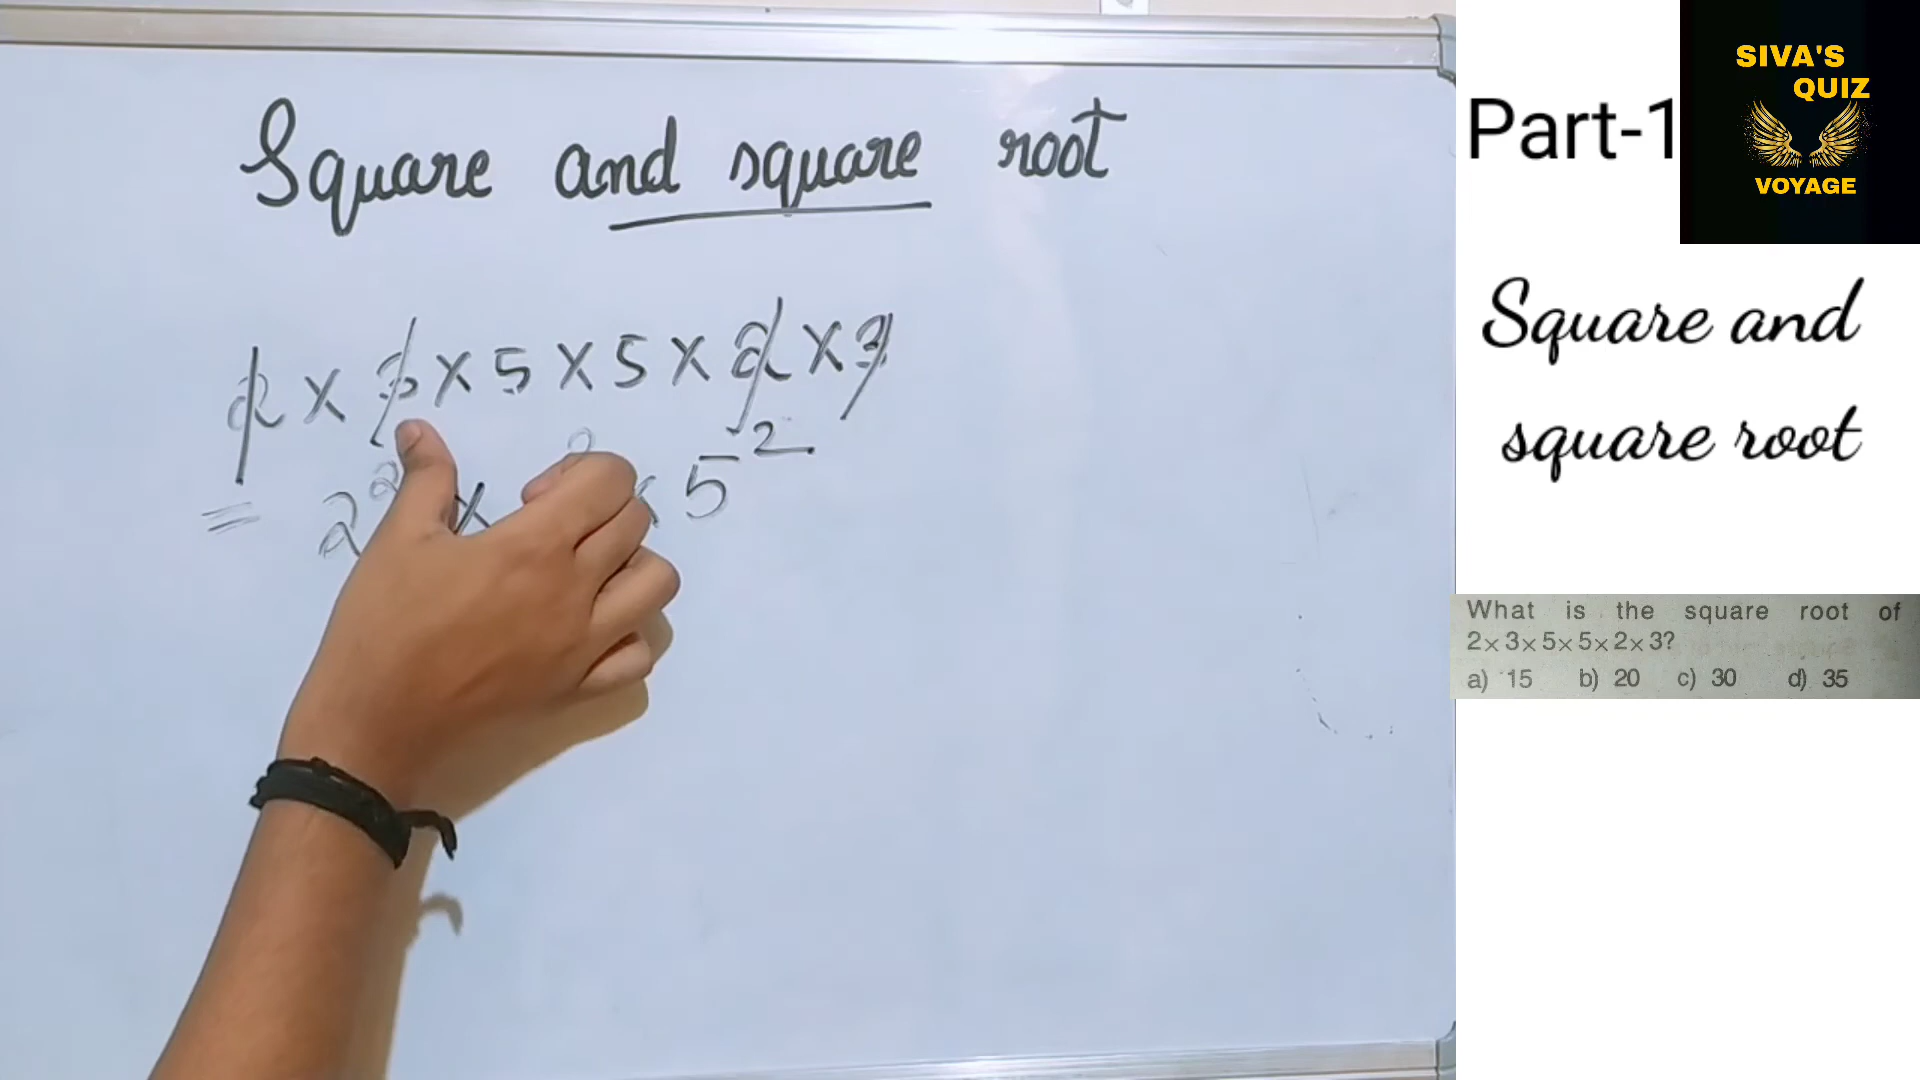 Square and square root
2 × 3 × 5 × 5 × 2 × 3
= 2² × × 5²
Part-1
SIVA'S
QUIZ
VOYAGE
Square and
square root
What is the square root of
2×3×5×5×2×3?
a) 15 b) 20 c) 30 d) 35